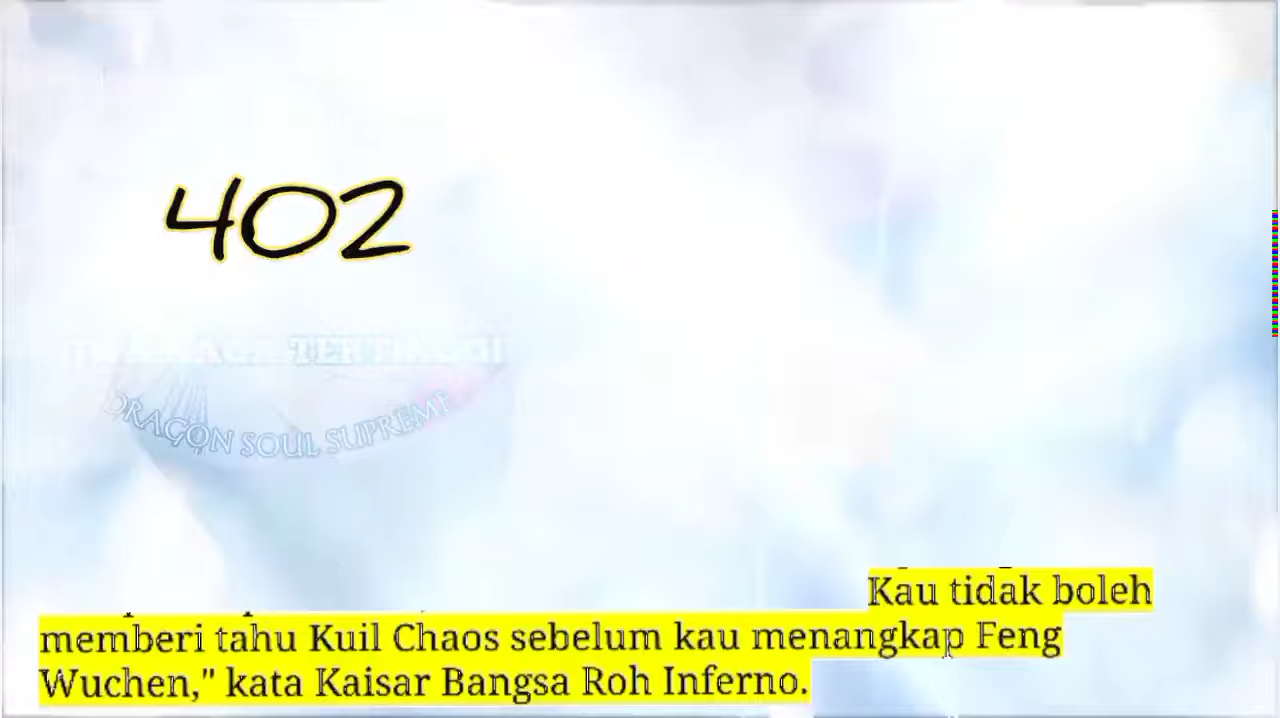 402
TERTINGGI
DRAGON SOUL SUPREME
Kau tidak boleh
memberi tahu Kuil Chaos sebelum kau menangkap Feng
Wuchen," kata Kaisar Bangsa Roh Inferno.